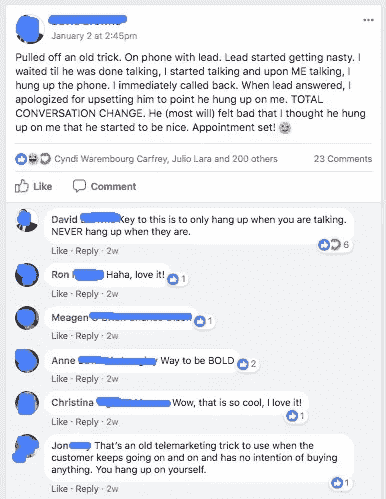 January 2 at 2:45pm
Pulled off an old trick. On phone with lead. Lead started getting nasty. I
waited til he was done talking, I started talking and upon ME talking, I
hung up the phone. I immediately called back. When lead answered, I
apologized for upsetting him to point he hung up on me. TOTAL
CONVERSATION CHANGE. He (most will) felt bad that I thought he hung
up on me that he started to be nice. Appointment set!
Cyndi Warembourg Carfrey, Julio Lara and 200 others 23 Comments
Like Comment
David Key to this is to only hang up when you are talking.
NEVER hang up when they are.
6
Like · Reply · 2w
Ron Haha, love it! 1
Like · Reply · 2w
Meagen 1
Like · Reply · 2w
Anne Way to be BOLD 2
Like · Reply · 2w
Christina Wow, that is so cool, I love it!
1
Like · Reply · 2w
Jon That's an old telemarketing trick to use when the
customer keeps going on and on and has no intention of buying
anything. You hang up on yourself.
1
Like · Reply · 2w